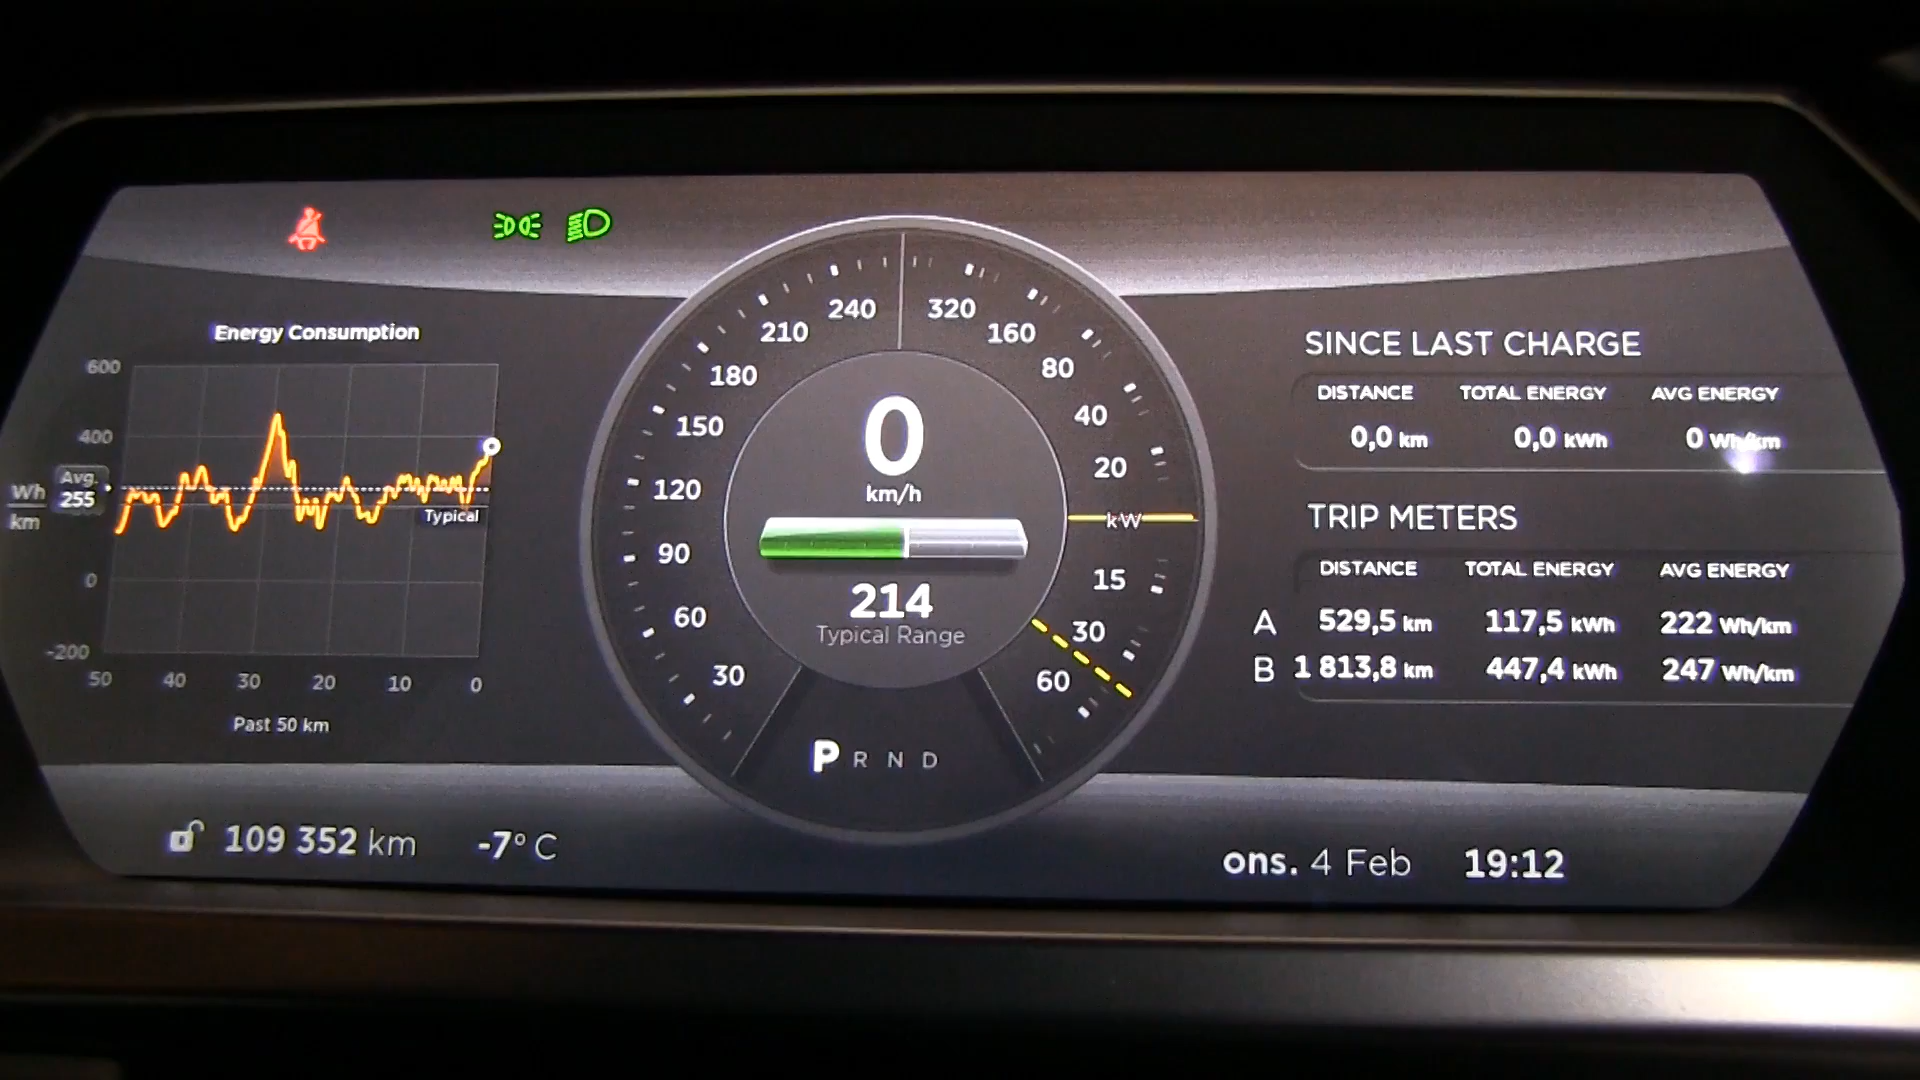 Energy Consumption
600
400
Avg.
255
Wh
km
Typical
0
-200
50 40 30 20 10 0
Past 50 km
240 320
210 160
180 80
150 40
120 20
90 15
60 30
30 60
kW
0
km/h
214
Typical Range
P R N D
SINCE LAST CHARGE
DISTANCE TOTAL ENERGY AVG ENERGY
0,0 km 0,0 kWh 0 Wh/km
TRIP METERS
DISTANCE TOTAL ENERGY AVG ENERGY
A 529,5 km 117,5 kWh 222 Wh/km
B 1 813,8 km 447,4 kWh 247 Wh/km
109 352 km -7° C
ons. 4 Feb 19:12